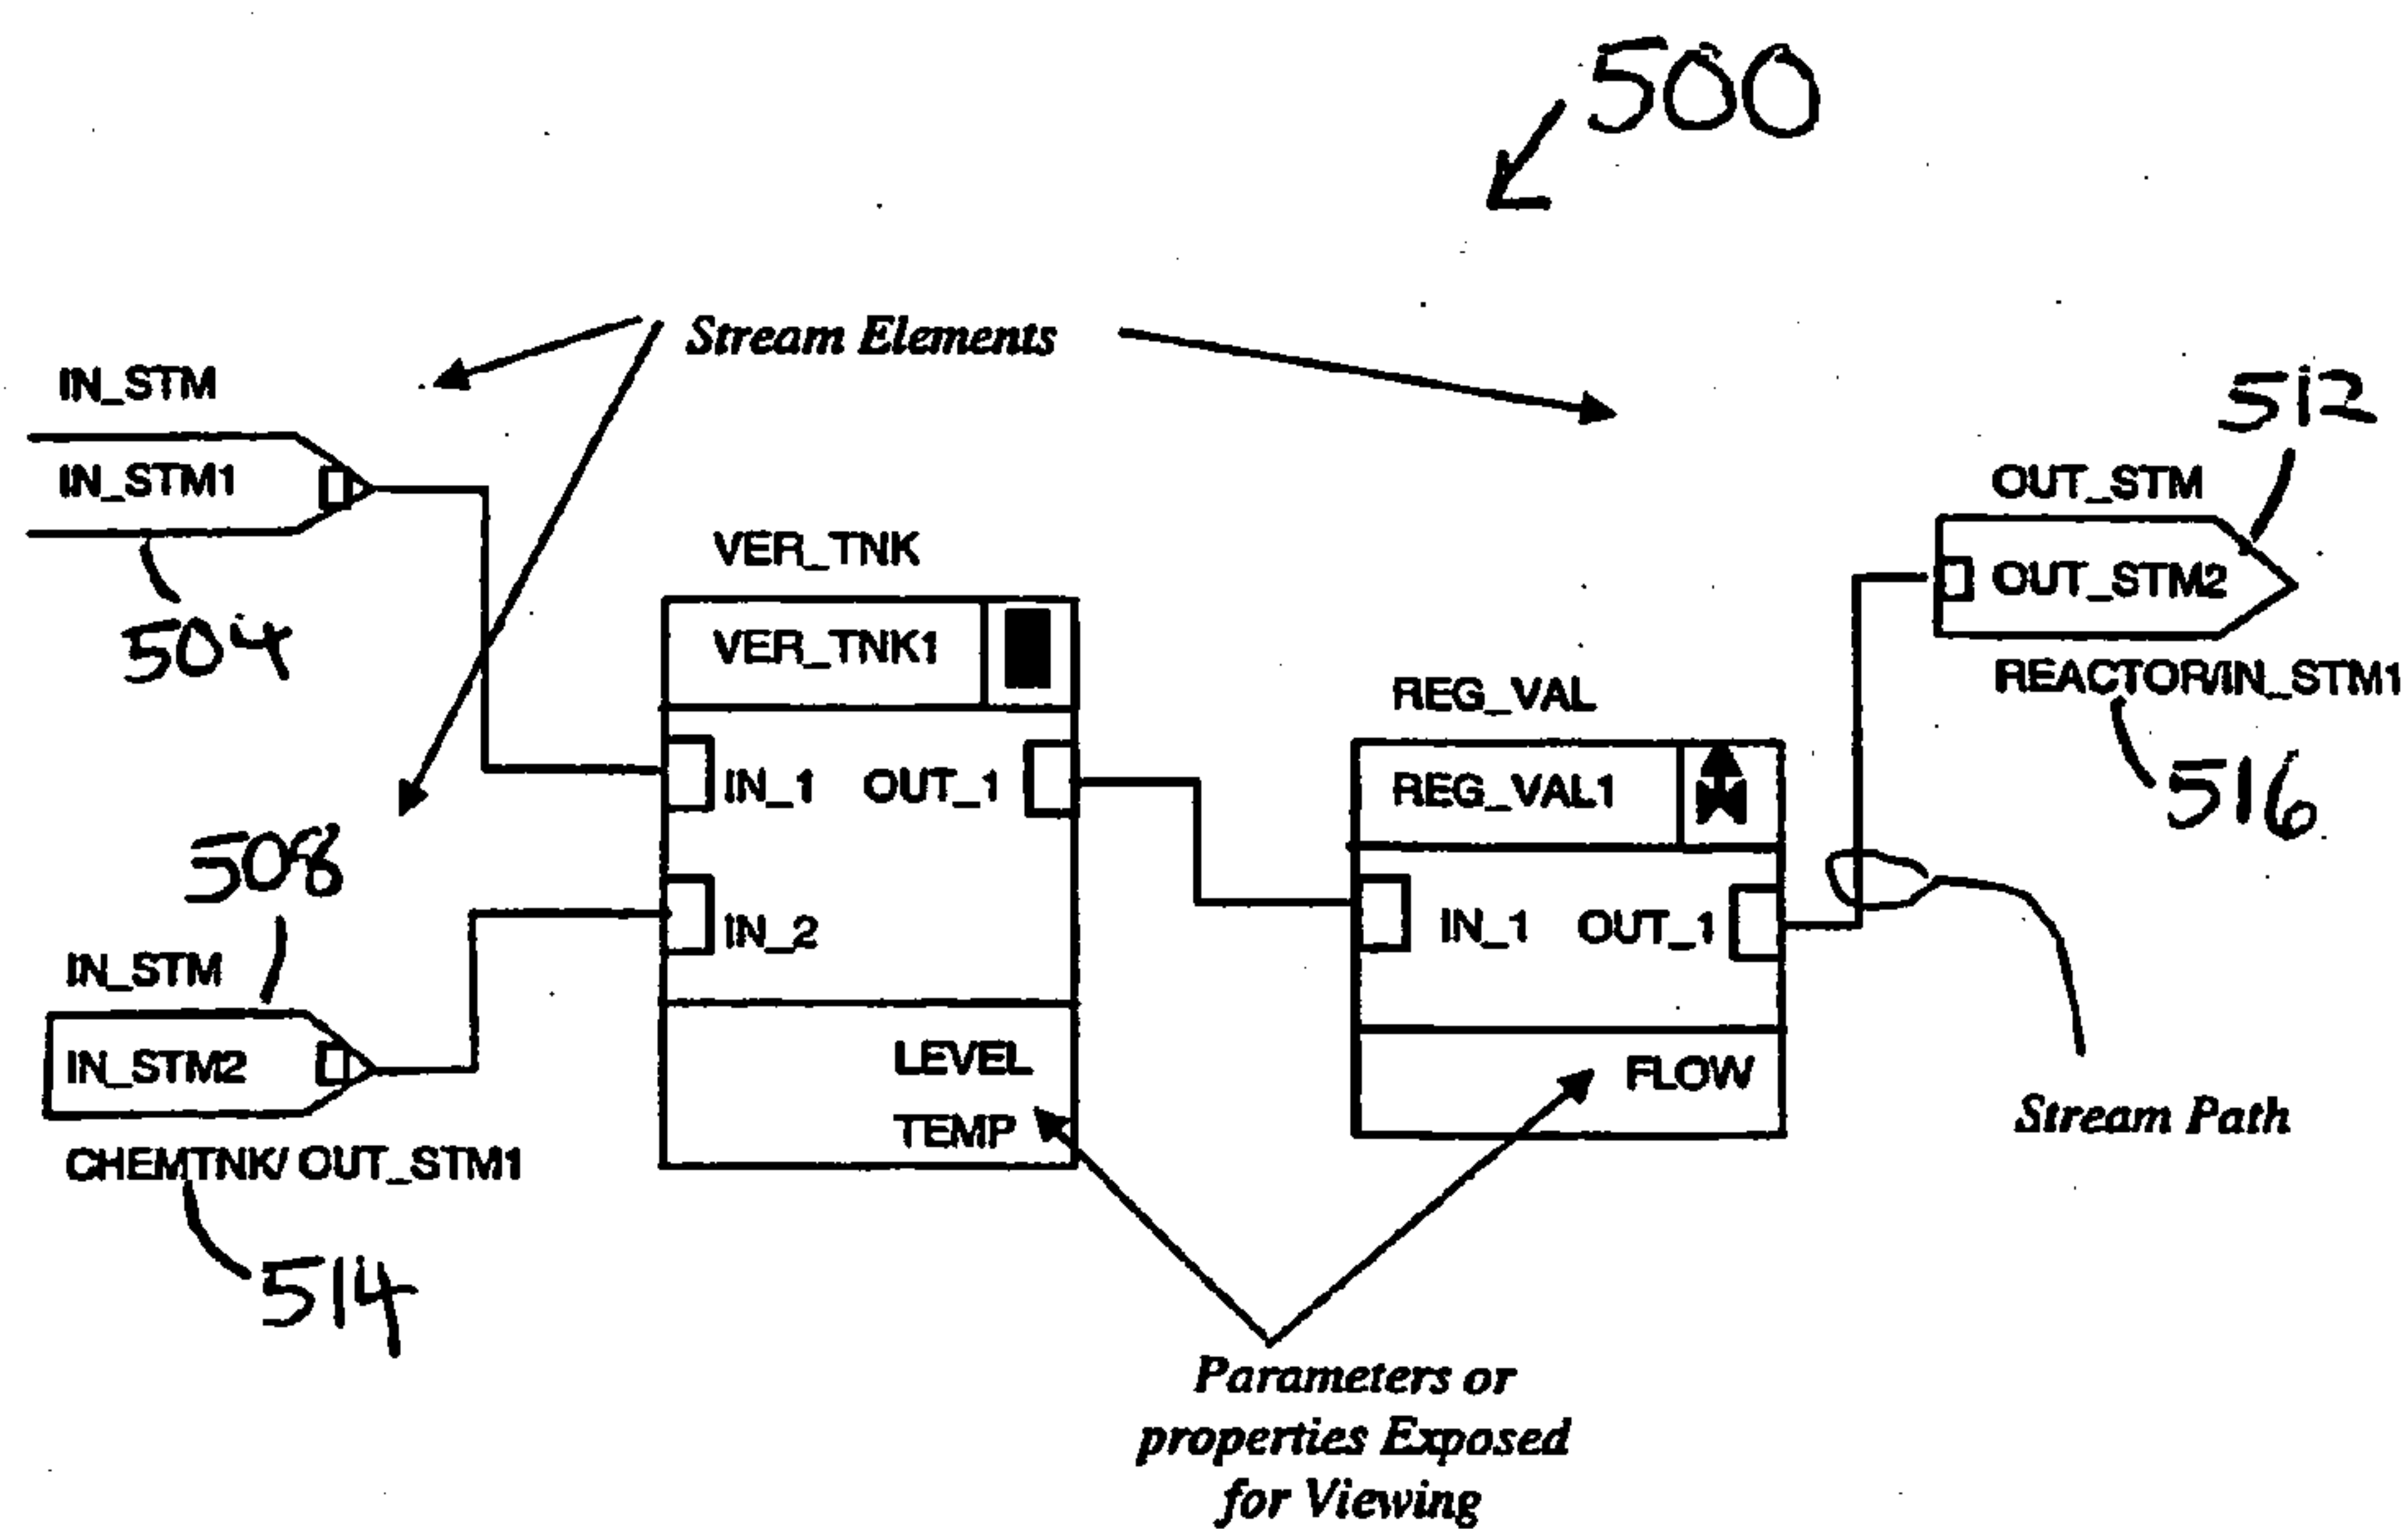 500
Stream Elements
IN_STM
IN_STM1
504
512
OUT_STM
OUT_STM2
REACTOR/IN_STM1
516
VER_TNK
VER_TNK1
IN_1 OUT_1
IN_2
LEVEL
TEMP
REG_VAL
REG_VAL1
IN_1 OUT_1
FLOW
508
IN_STM
IN_STM2
CHEMTNK/ OUT_STM1
514
Stream Path
Parameters or
properties Exposed
for Viewing